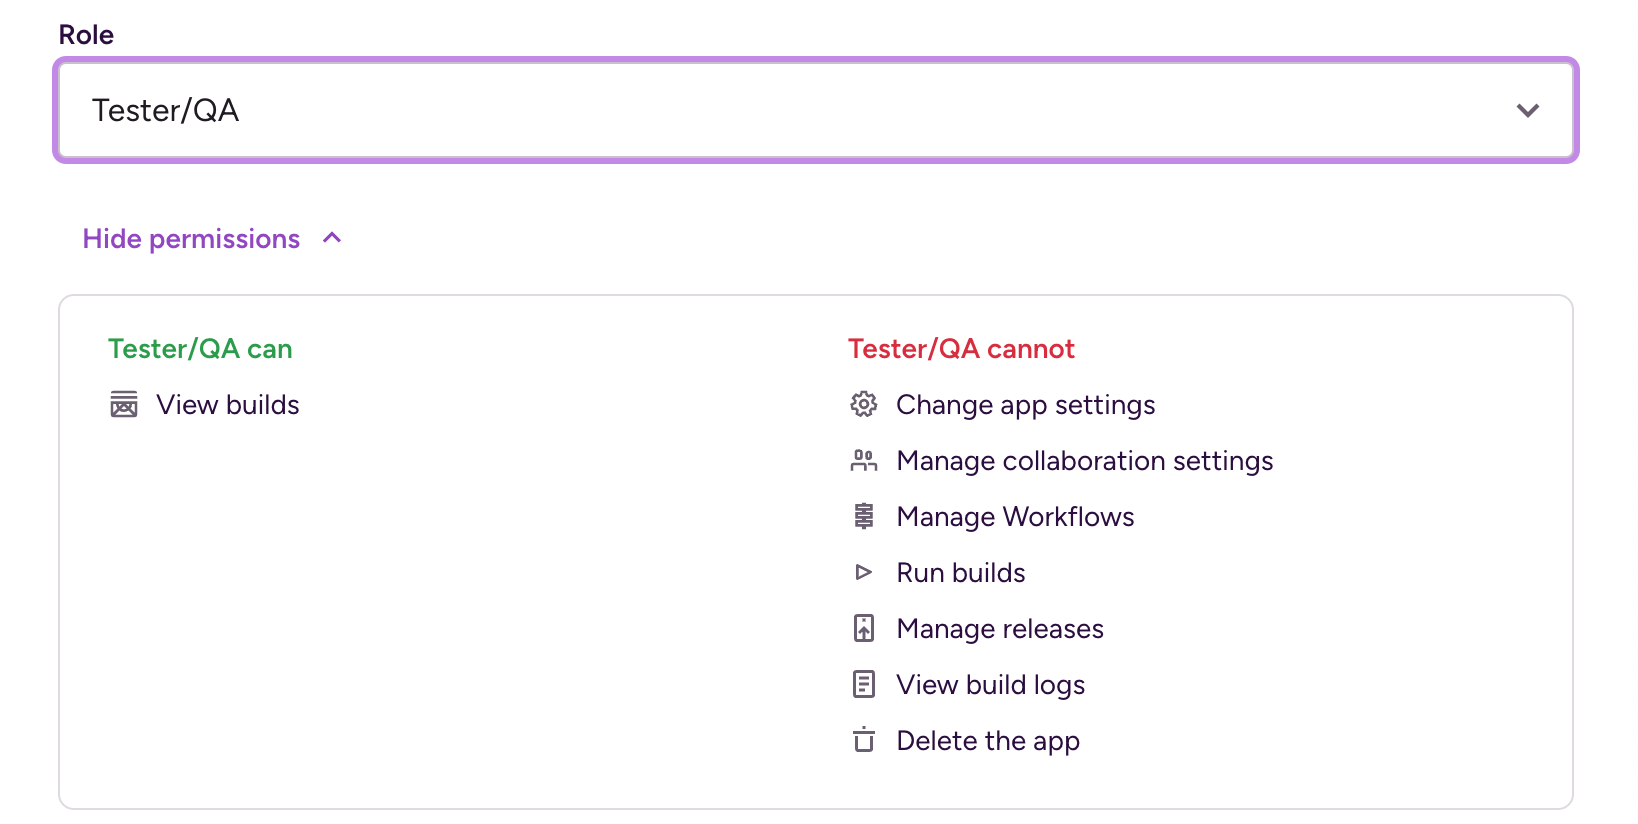 Role
Tester/QA
Hide permissions
Tester/QA can
View builds
Tester/QA cannot
Change app settings
Manage collaboration settings
Manage Workflows
Run builds
Manage releases
View build logs
Delete the app